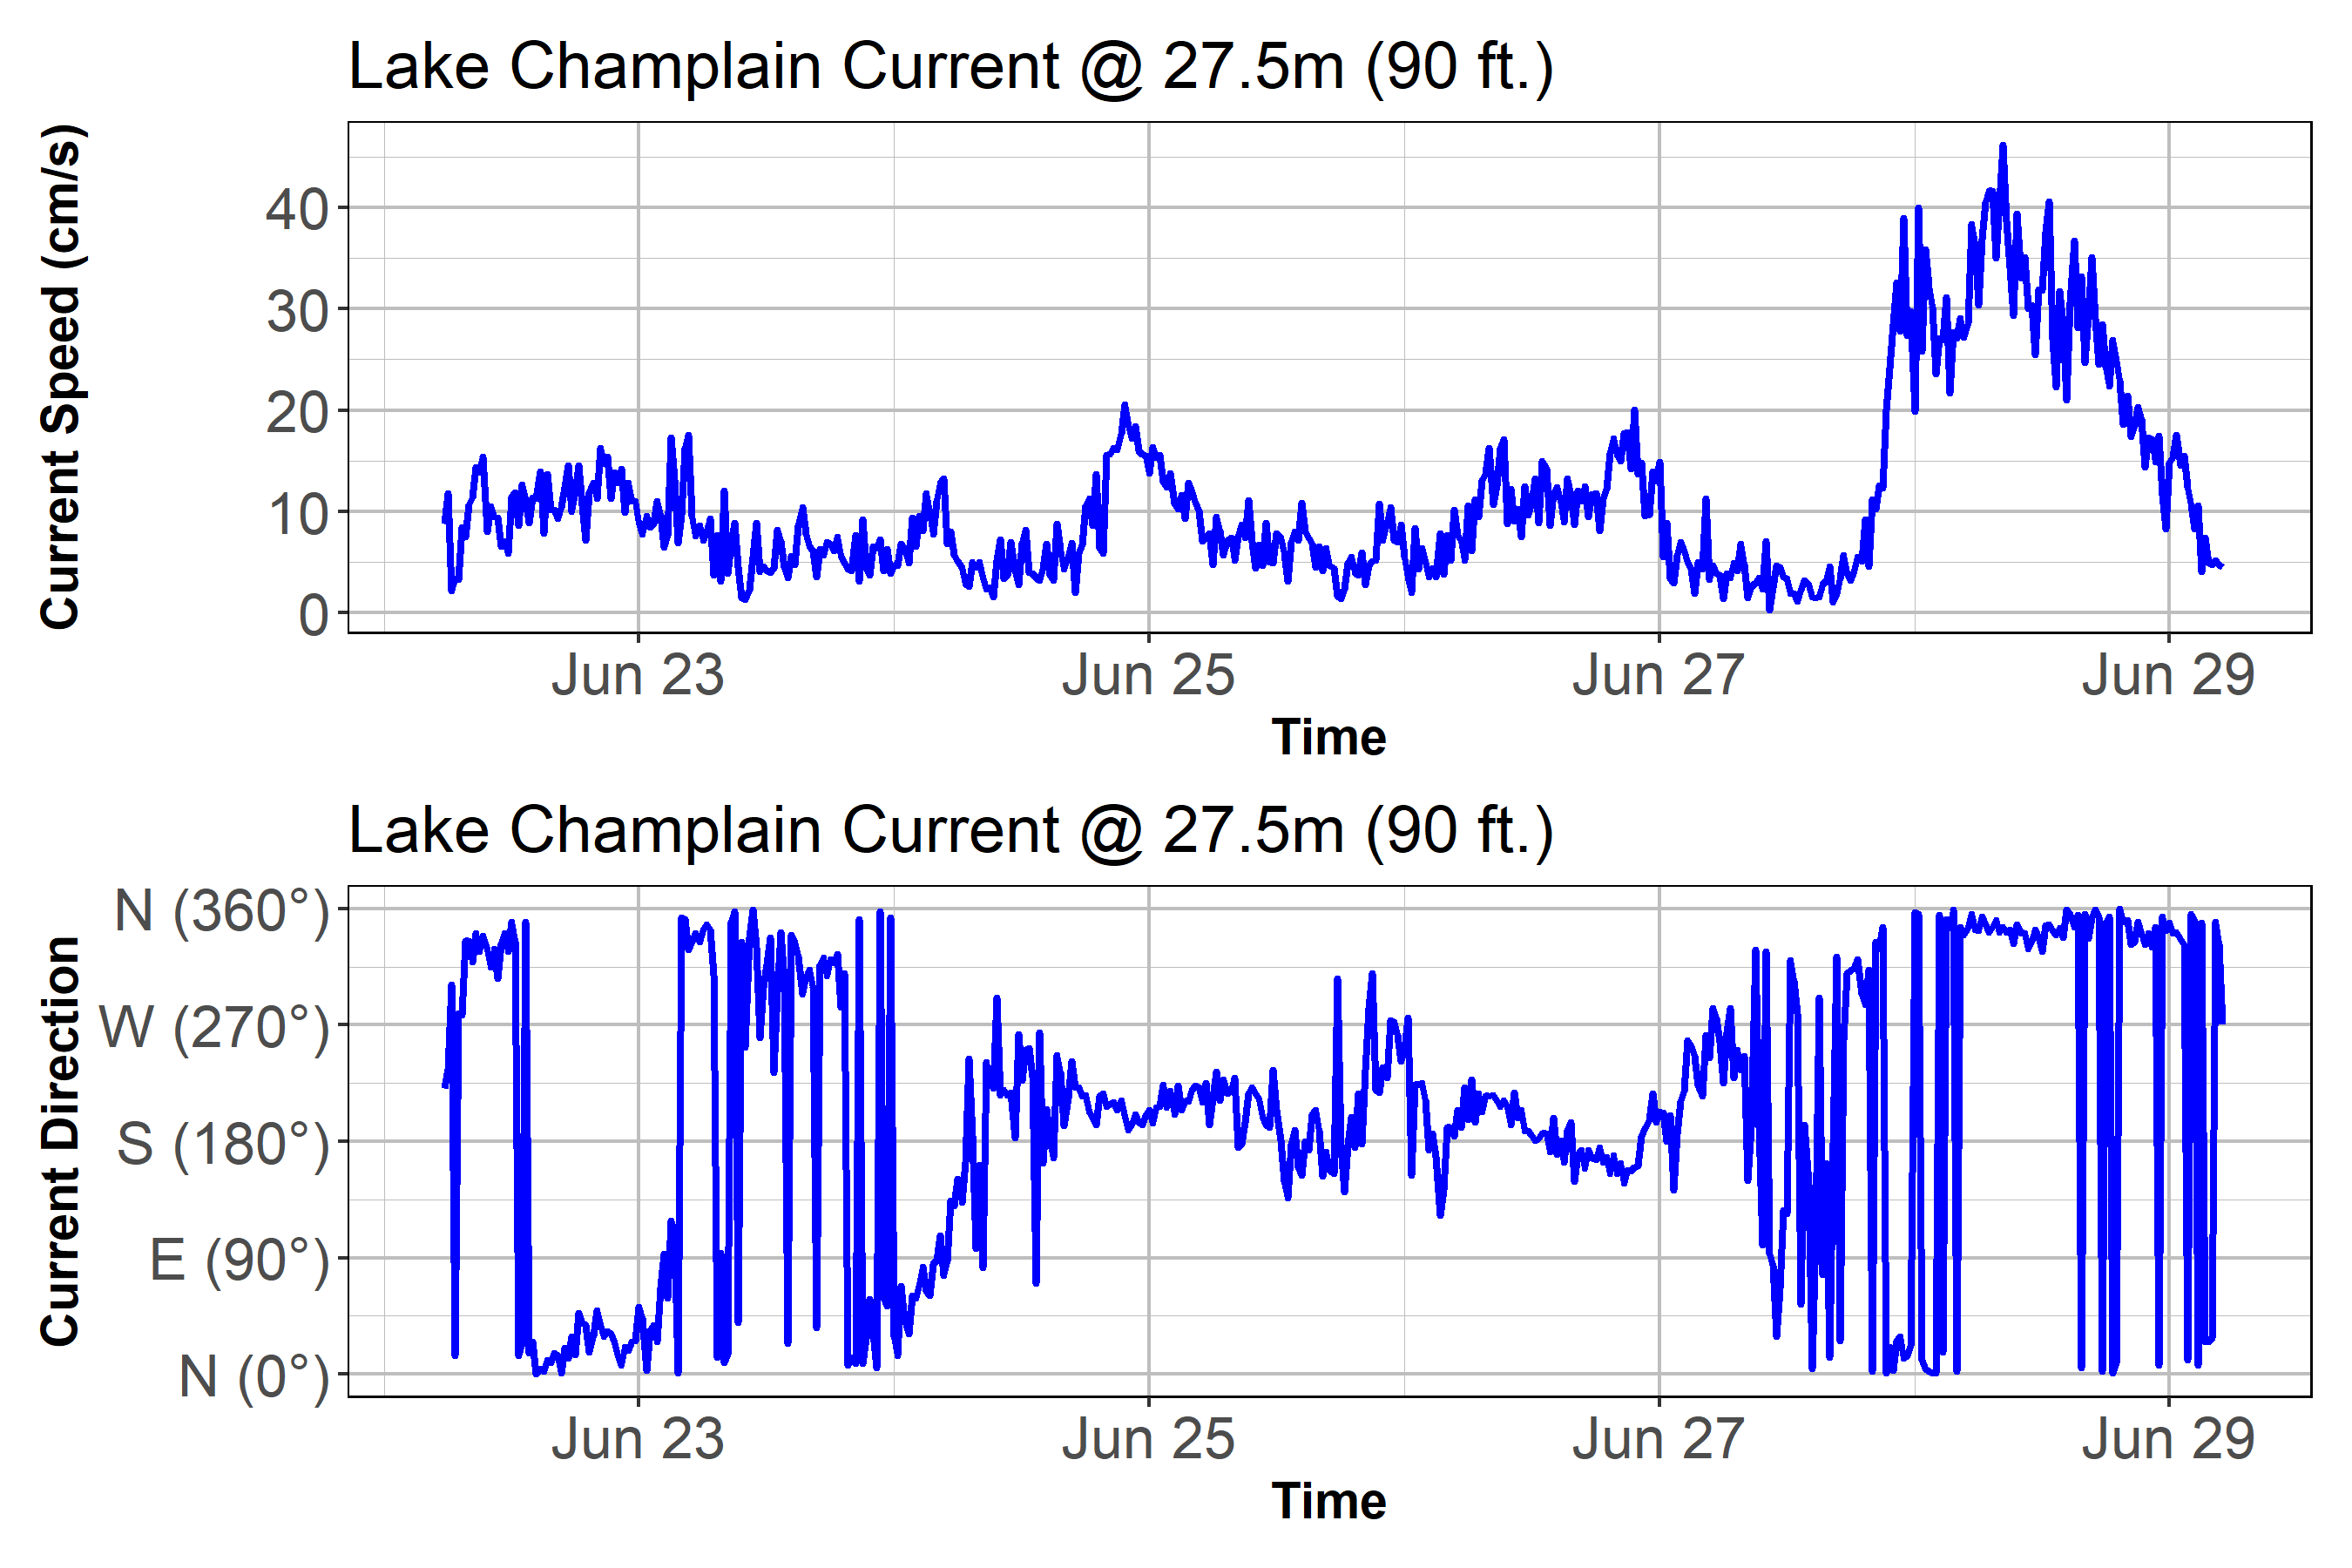 Lake Champlain Current @ 27.5m (90 ft.)
Current Speed (cm/s)
40
30
20
10
0
Jun 23
Jun 25
Jun 27
Jun 29
Time
Lake Champlain Current @ 27.5m (90 ft.)
Current Direction
N (360°)
W (270°)
S (180°)
E (90°)
N (0°)
Jun 23
Jun 25
Jun 27
Jun 29
Time